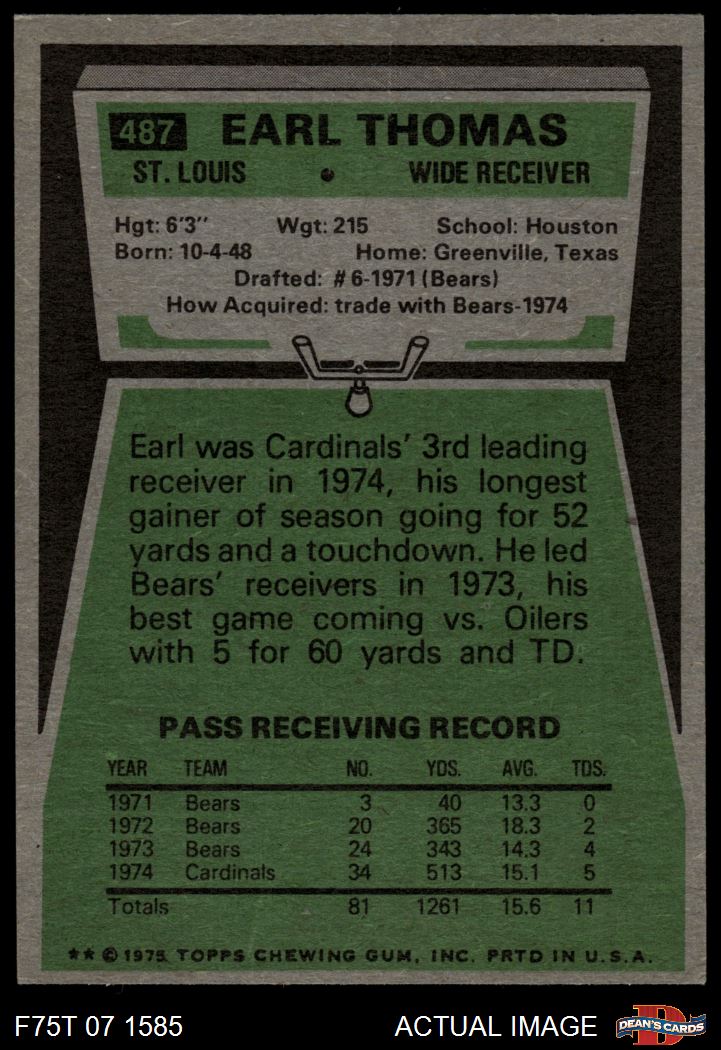 487 EARL THOMAS
ST. LOUIS • WIDE RECEIVER
Hgt: 6'3" Wgt: 215 School: Houston
Born: 10-4-48 Home: Greenville, Texas
Drafted: #6-1971 (Bears)
How Acquired: trade with Bears-1974
Earl was Cardinals' 3rd leading
receiver in 1974, his longest
gainer of season going for 52
yards and a touchdown. He led
Bears' receivers in 1973, his
best game coming vs. Oilers
with 5 for 60 yards and TD.
PASS RECEIVING RECORD
YEAR TEAM NO. YDS. AVG. TDS.
1971 Bears 3 40 13.3 0
1972 Bears 20 365 18.3 2
1973 Bears 24 343 14.3 4
1974 Cardinals 34 513 15.1 5
Totals 81 1261 15.6 11
** © 1975 TOPPS CHEWING GUM, INC. PRTD IN U.S.A.
F75T 07 1585 ACTUAL IMAGE D DEAN'S CARDS